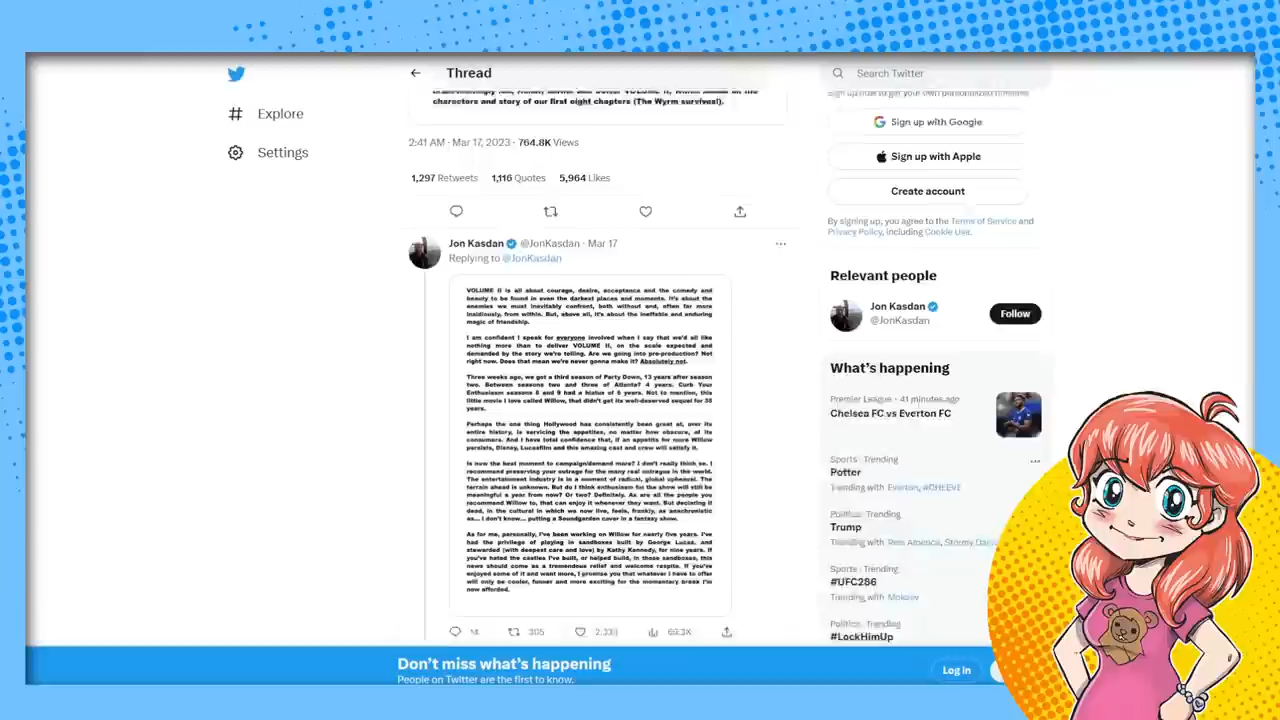 Thread
Search Twitter
Explore
Settings
characters and story of our first eight chapters (The Wyrm survives!).
2:41 AM · Mar 17, 2023 · 764.8K Views
1,297 Retweets 1,116 Quotes 5,964 Likes
Jon Kasdan @JonKasdan · Mar 17
Replying to @JonKasdan
VOLUME II is all about courage, desire, acceptance and the comedy and
beauty to be found in even the darkest places and moments. It's about the
enemies we must inevitably confront, both without and, often far more
insidiously, from within. But, above all, it's about the ineffable and enduring
magic of friendship.
I am confident I speak for everyone involved when I say that we'd all like
nothing more than to deliver VOLUME II, on the scale expected and
demanded by the story we're telling. Are we going into pre-production? Not
right now. Does that mean we're never gonna make it? Absolutely not.
Three weeks ago, we got a third season of Party Down, 13 years after season
two. Between seasons two and three of Atlanta? 4 years. Curb Your
Enthusiasm seasons 8 and 9 had a hiatus of 6 years. Not to mention, this
little movie I love called Willow, that didn't get its well-deserved sequel for 35
years.
Perhaps the one thing Hollywood has consistently been great at, over its
entire history, is servicing the appetites, no matter how obscure, of its
consumers. And I have total confidence that, if an appetite for more Willow
persists, Disney, Lucasfilm and this amazing cast and crew will satisfy it.
Is now the best moment to campaign/demand more? I don't really think so. I
recommend preserving your outrage for the many real outrages in the world.
The entertainment industry is in a moment of radical, global upheaval. The
terrain ahead is unknown. But do I think enthusiasm for the show will still be
meaningful a year from now? Or two? Definitely. As are all the people you
recommend Willow to, that can enjoy it whenever they want. But declaring it
dead, in the cultural in which we now live, feels, frankly, as anachronistic
as... I don't know... putting a Soundgarden cover in a fantasy show.
As for me, personally, I've been working on Willow for nearly five years. I've
had the privilege of playing in sandboxes built by George Lucas, and
stewarded (with deepest care and love) by Kathy Kennedy, for nine years. If
you've hated the castles I've built, or helped build, in those sandboxes, this
news should come as a tremendous relief and welcome respite. If you've
enjoyed some of it and want more, I promise you that whatever I have to offer
will only be cooler, funner and more exciting for the momentary break I'm
now afforded.
14 305 69.3K
Sign up now to get your own personalized timeline
Sign up with Google
Sign up with Apple
Create account
By signing up, you agree to the Terms of Service and
Privacy Policy, including Cookie Use.
Relevant people
Jon Kasdan
@JonKasdan
Follow
What's happening
Premier League · 41 minutes ago
Chelsea FC vs Everton FC
Sports · Trending
Potter
Trending with Everton, #CHEEVE
Politics · Trending
Trump
Trending with Pass America, Stormy
Sports · Trending
#UFC286
Trending with
Politics · Trending
#LockHimUp
Don't miss what's happening
People on Twitter are the first to know.
Log in